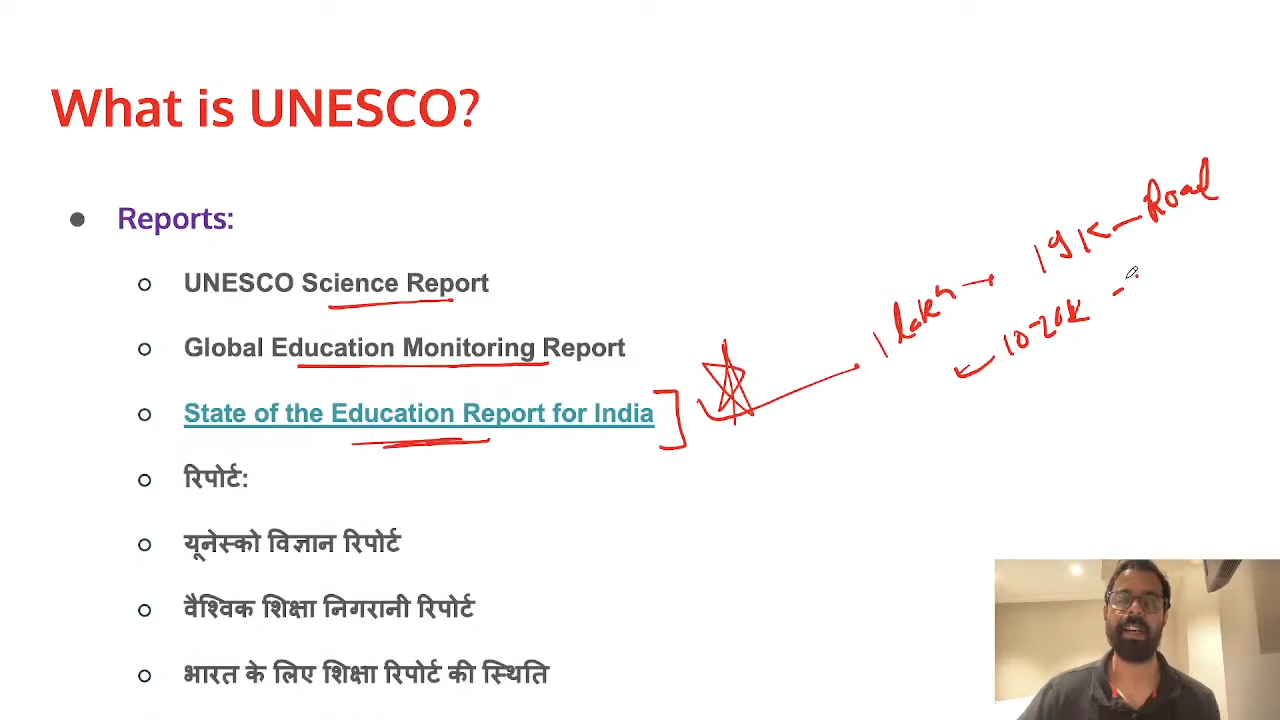 What is UNESCO?
Reports:
UNESCO Science Report
Global Education Monitoring Report
State of the Education Report for India
रिपोर्ट:
यूनेस्को विज्ञान रिपोर्ट
वैश्विक शिक्षा निगरानी रिपोर्ट
भारत के लिए शिक्षा रिपोर्ट की स्थिति
1 lakh → 19K - Road
10-20K -